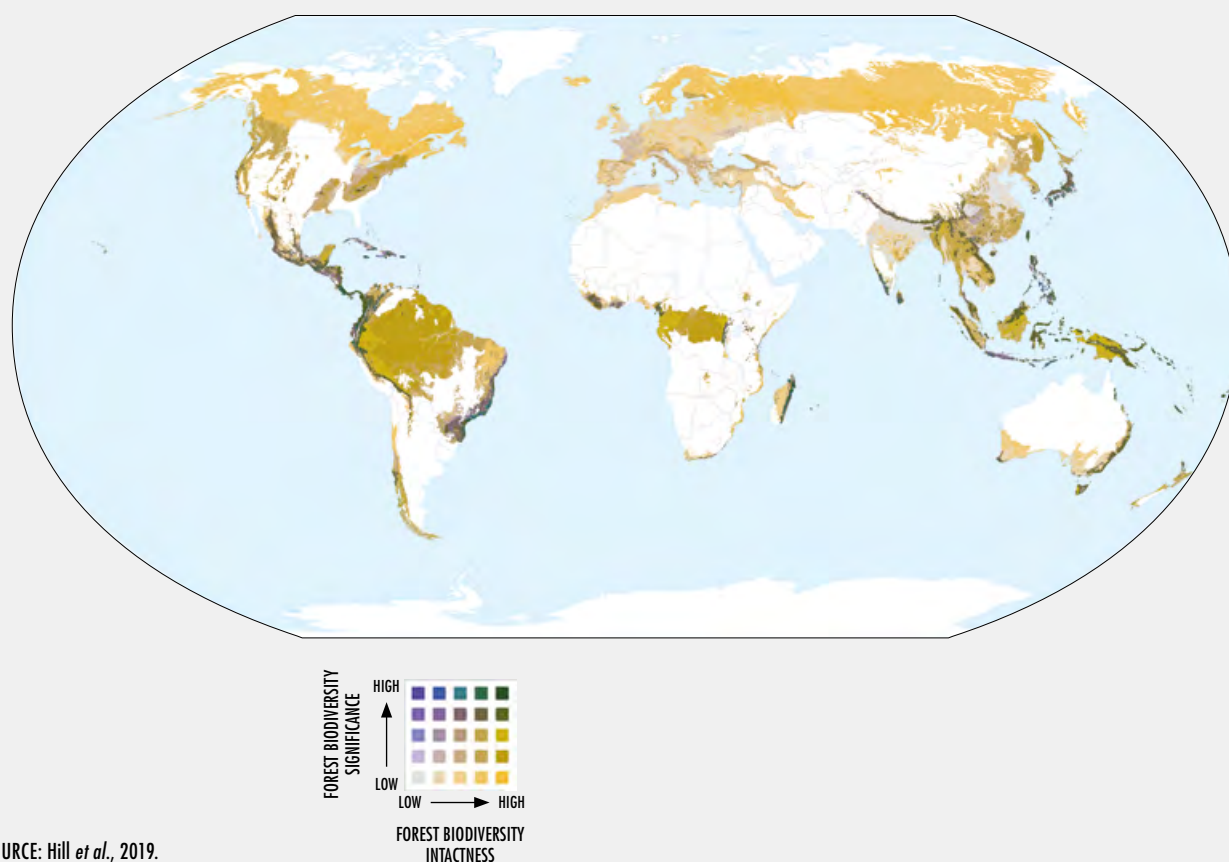 FOREST BIODIVERSITY
SIGNIFICANCE
HIGH
LOW
LOW
HIGH
FOREST BIODIVERSITY
INTACTNESS
URCE: Hill et al., 2019.